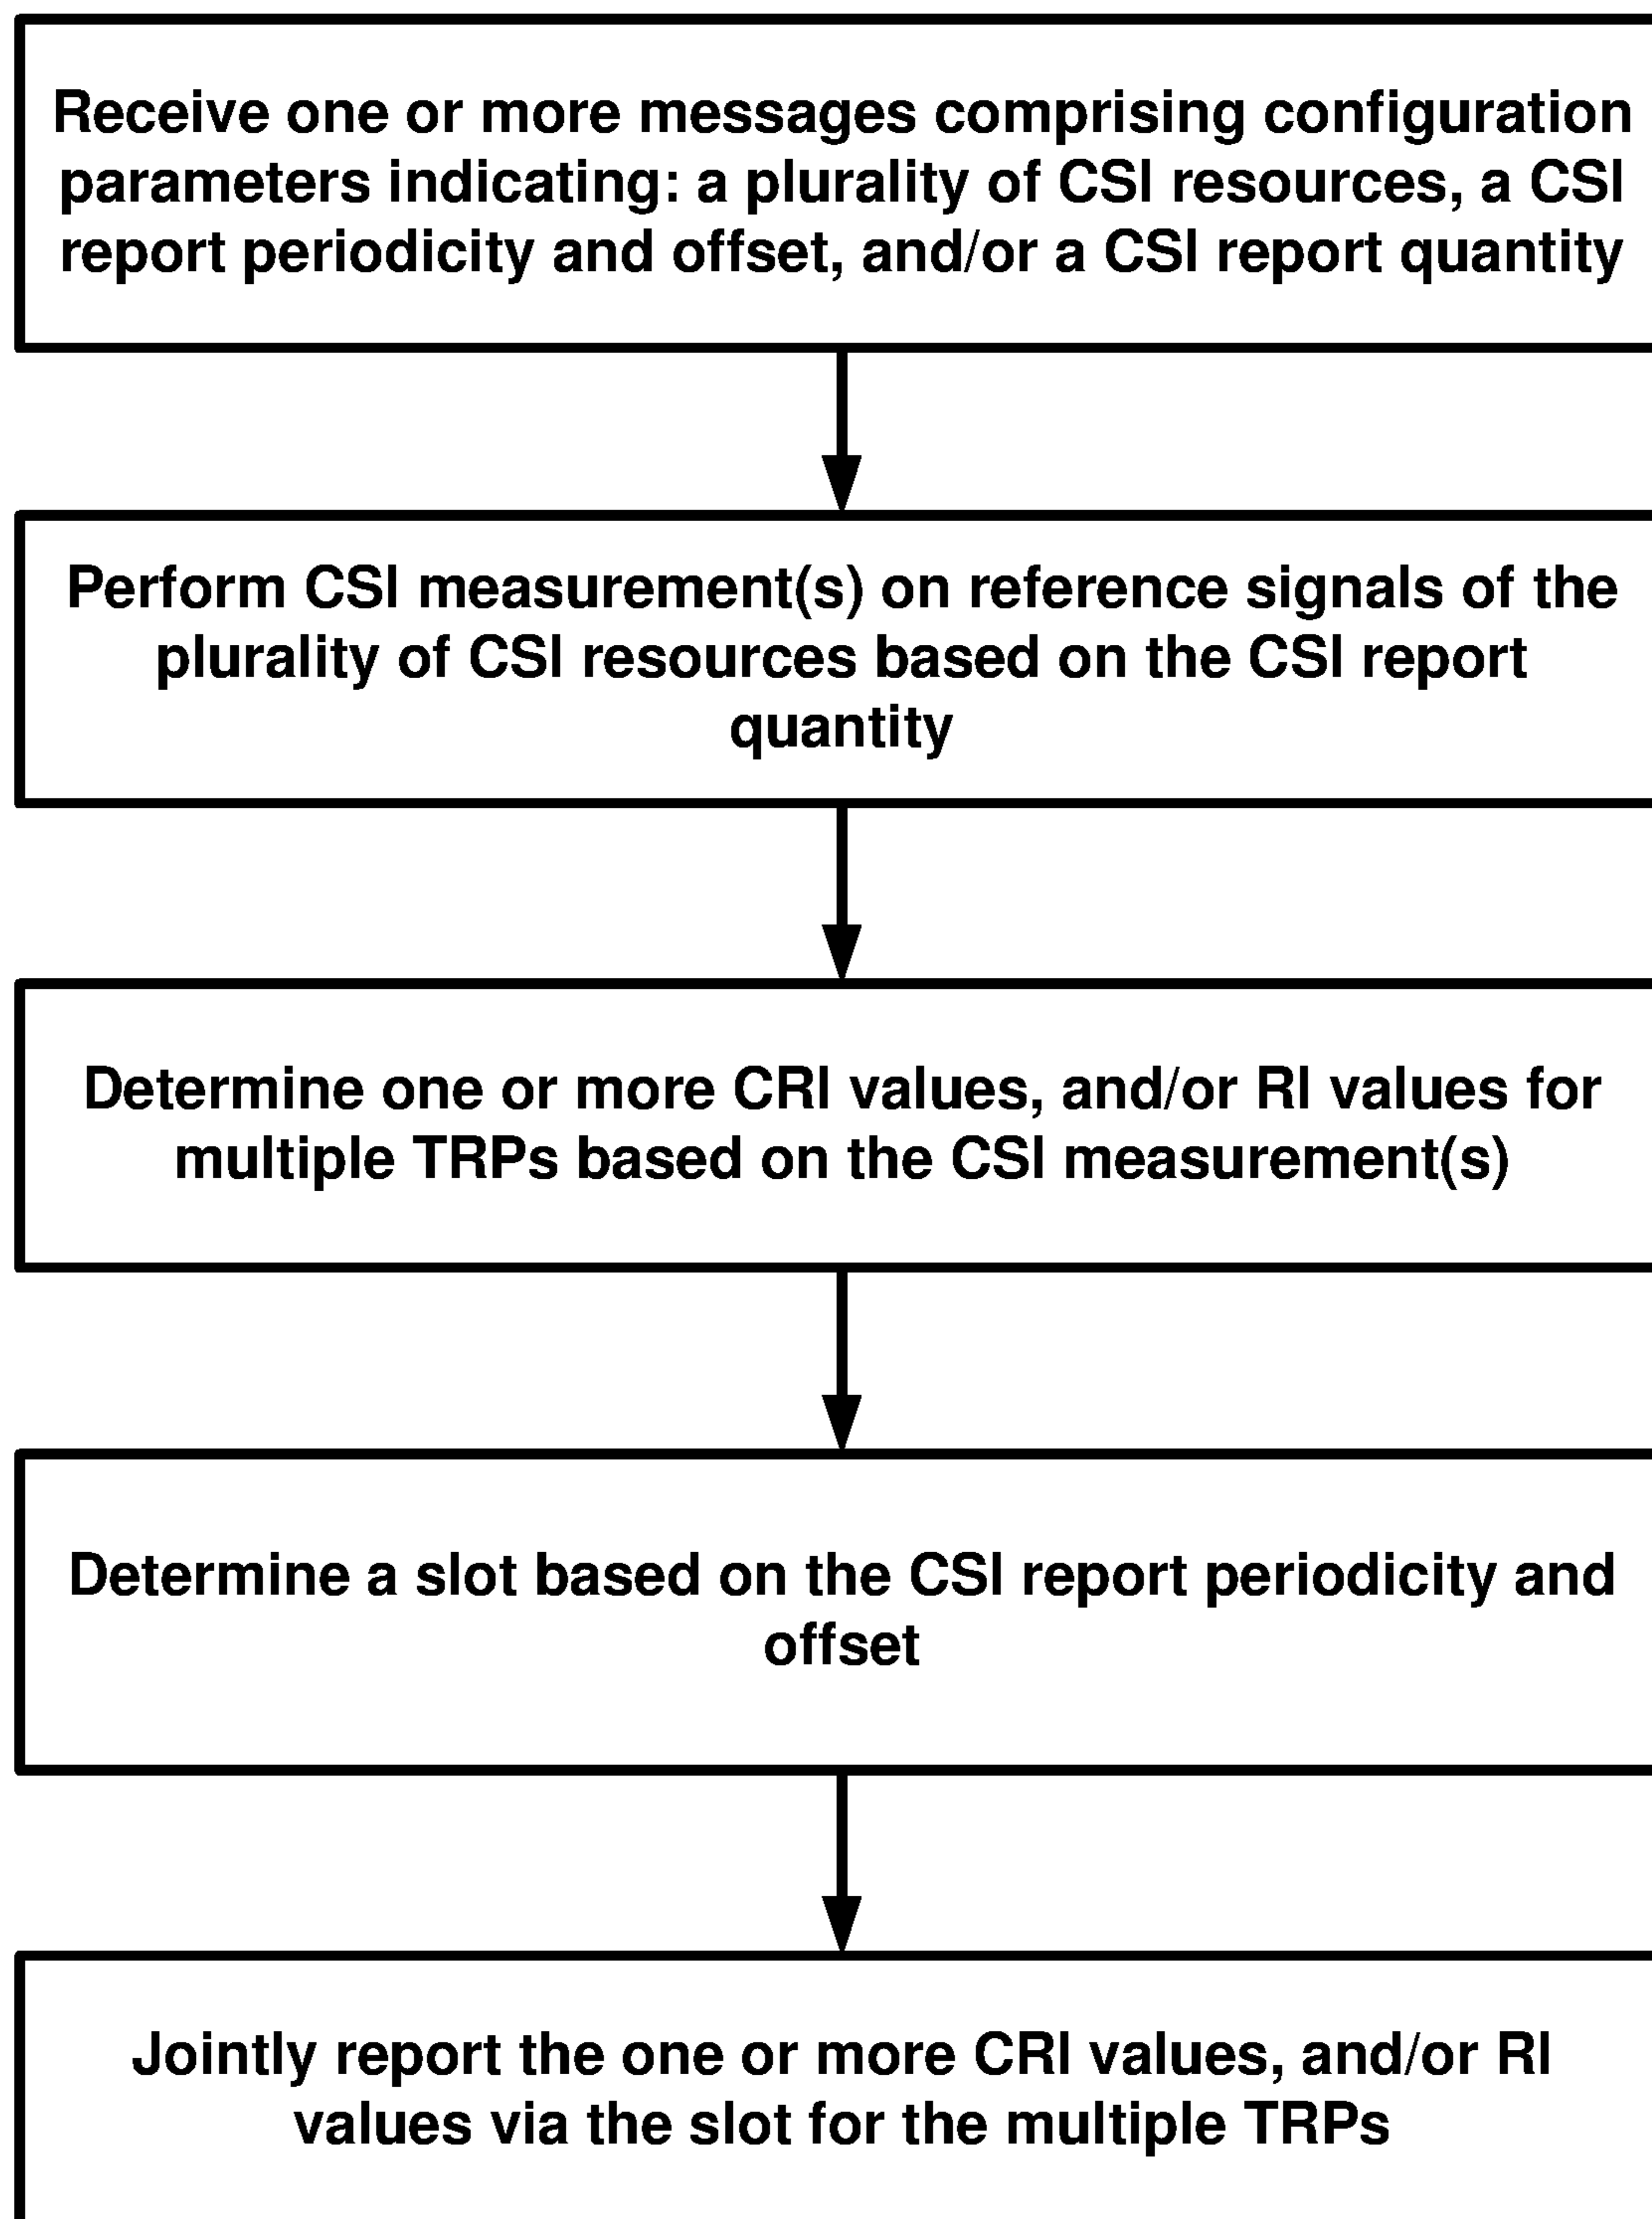 Receive one or more messages comprising configuration
parameters indicating: a plurality of CSI resources, a CSI
report periodicity and offset, and/or a CSI report quantity
Perform CSI measurement(s) on reference signals of the
plurality of CSI resources based on the CSI report
quantity
Determine one or more CRI values, and/or RI values for
multiple TRPs based on the CSI measurement(s)
Determine a slot based on the CSI report periodicity and
offset
Jointly report the one or more CRI values, and/or RI
values via the slot for the multiple TRPs